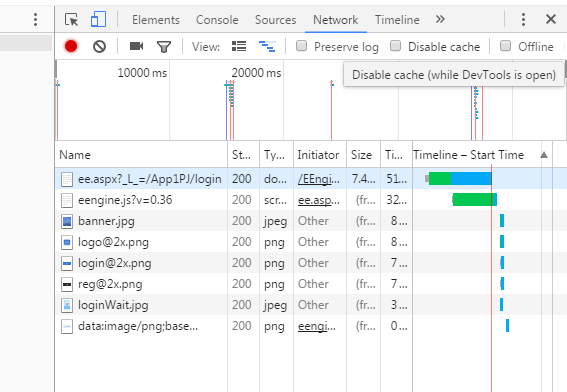 Elements Console Sources Network Timeline »
View: Preserve log Disable cache Offline
10000 ms 20000 ms
Disable cache (while DevTools is open)
Name St... Ty... Initiator Size Ti... Timeline – Start Time
ee.aspx?_L_=/App1PJ/login 200 do... /EEngi... 7.4... 51...
eengine.js?v=0.36 200 scr... ee.asp... (fr... 32...
banner.jpg 200 jpeg Other (fr... 8
logo@2x.png 200 png Other (fr... 8
login@2x.png 200 png Other (fr... 7
reg@2x.png 200 png Other (fr... 7
loginWait.jpg 200 jpeg Other (fr... 3
data:image/png;base... 200 png eengi... (fr... 0